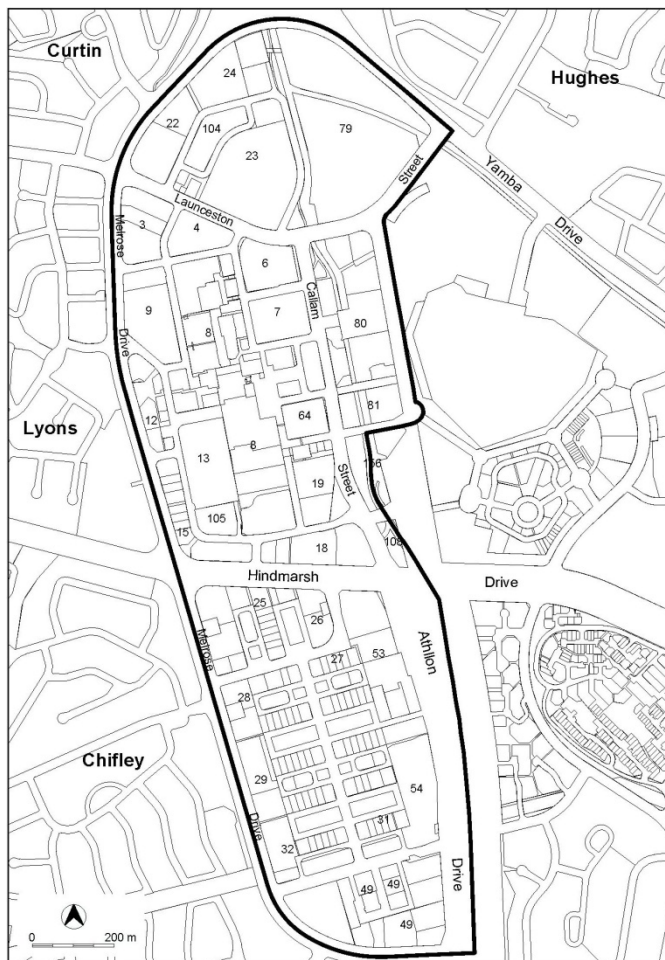 Curtin
Hughes
24
22
104
79
23
Street
Yamba
Drive
Launceston
Melrose
3
4
6
Callam
9
7
8
80
Drive
12
64
81
Lyons
13
8
156
19
Street
105
15
18
108
Hindmarsh
Drive
25
26
Melrose
Athllon
27
53
28
Chifley
29
54
31
Drive
32
Drive
49
49
49
0
200 m